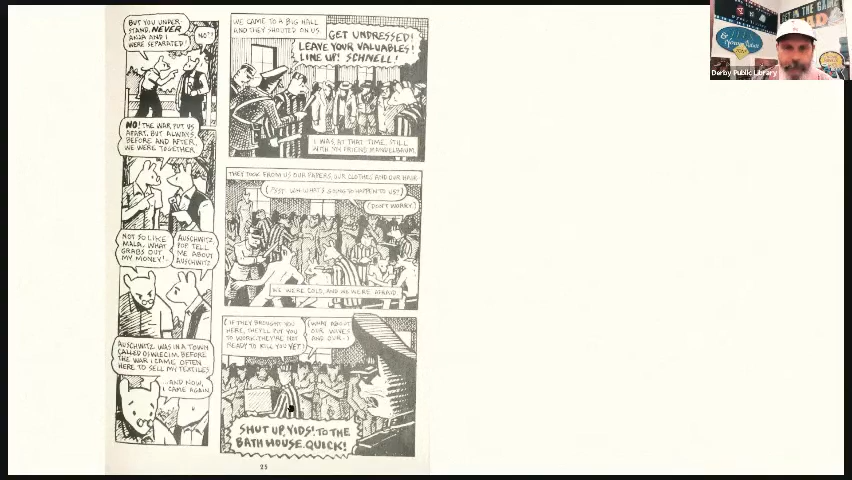 BUT YOU UNDER-
STAND, NEVER
ANJA AND I
WERE SEPARATED!
NO!
NO! THE WAR PUT US
APART, BUT ALWAYS,
BEFORE AND AFTER,
WE WERE TOGETHER.
NOT SO LIKE
MALA, WHAT
GRABS OUT
MY MONEY!
AUSCHWITZ
POP, TELL
ME ABOUT
AUSCHWITZ.
AUSCHWITZ WAS IN A TOWN
CALLED OSWIECIM. BEFORE
THE WAR I CAME OFTEN
HERE TO SELL MY TEXTILES.
...AND NOW,
I CAME AGAIN.
WE CAME TO A BIG HALL
AND THEY SHOUTED ON US.
GET UNDRESSED!
LEAVE YOUR VALUABLES!
LINE UP! SCHNELL!
I WAS, AT THAT TIME, STILL
WITH MY FRIEND MANDELBAUM.
THEY TOOK FROM US OUR PAPERS, OUR CLOTHES AND OUR HAIR.
PSST WH-WHAT'S GOING TO HAPPEN TO US?
DON'T WORRY.
WE WERE COLD, AND WE WERE AFRAID.
IF THEY BROUGHT YOU
HERE, THEY'LL PUT YOU
TO WORK. THEY'RE NOT
READY TO KILL YOU YET!
WHAT ABOUT
OUR WIVES
AND OUR-
SHUT UP, YIDS! TO THE
BATH HOUSE. QUICK!
25
Derby Public Library